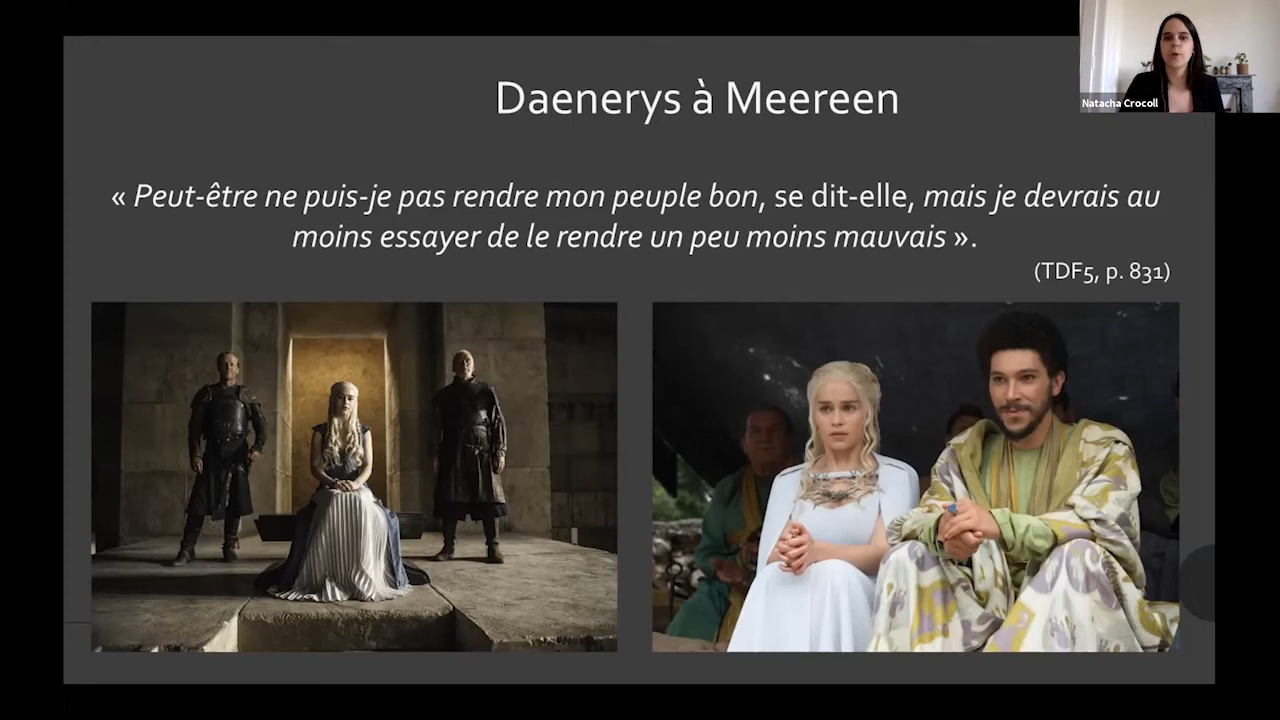 Daenerys à Meereen
Natacha Crocoll
« Peut-être ne puis-je pas rendre mon peuple bon, se dit-elle, mais je devrais au
moins essayer de le rendre un peu moins mauvais ».
(TDF5, p. 831)